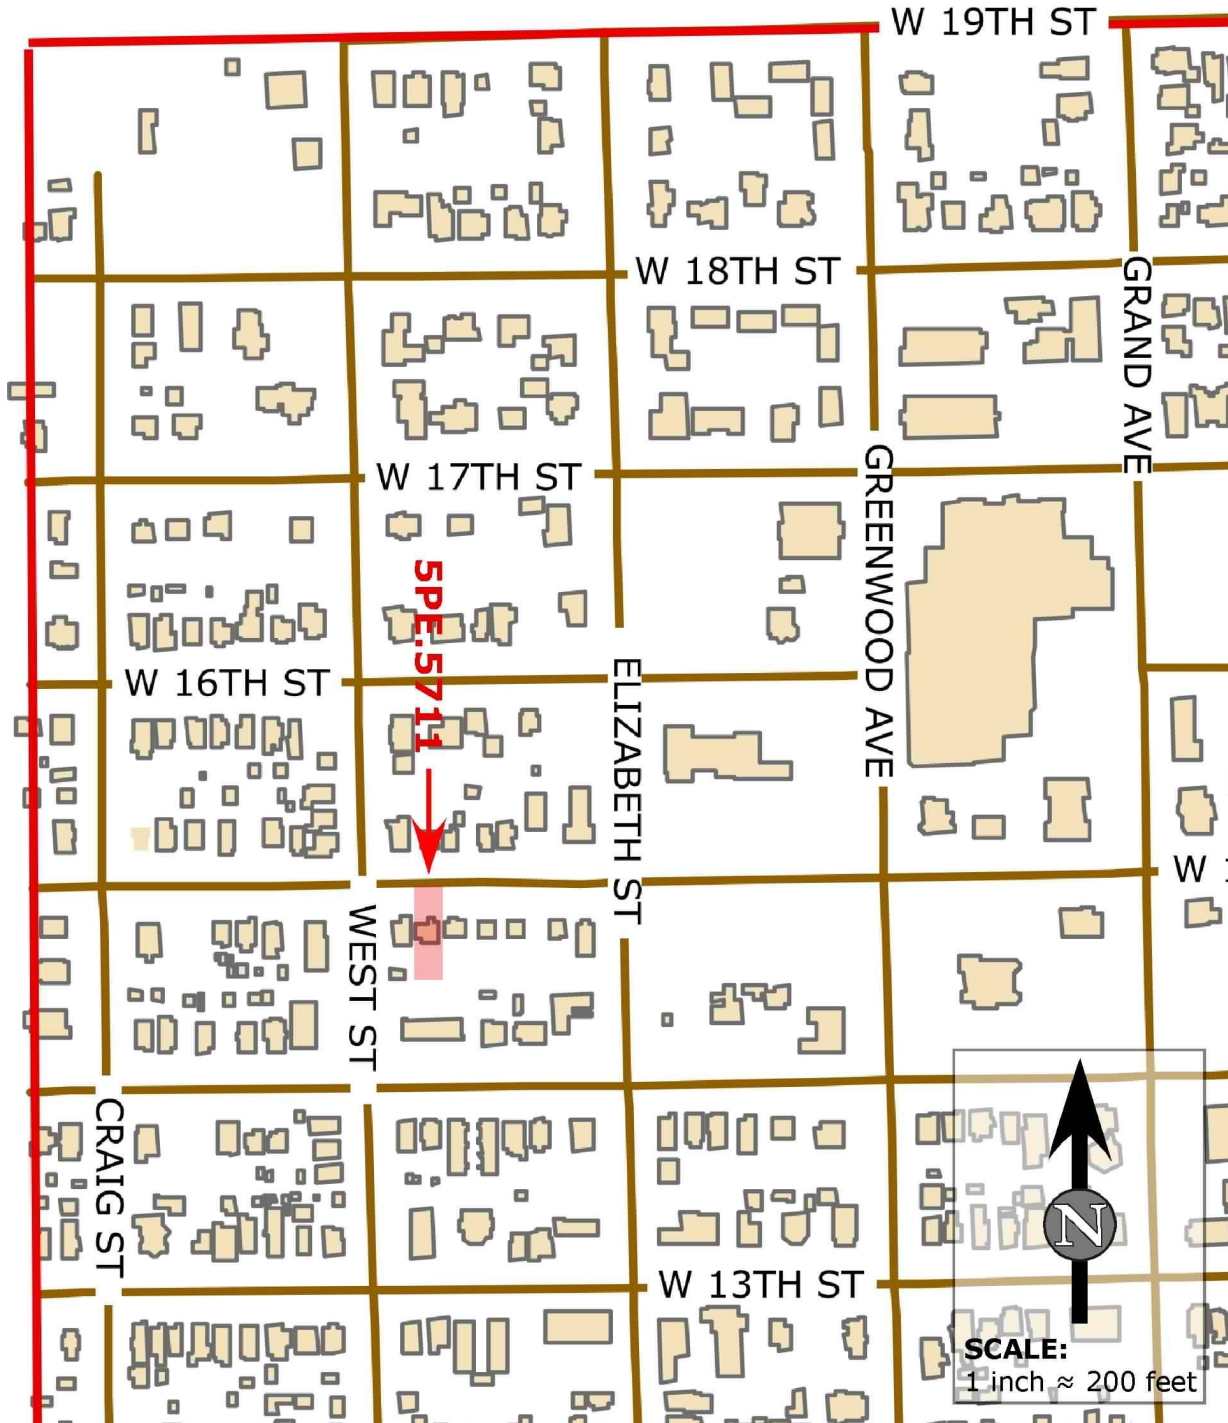 W 19TH ST
W 18TH ST
GRAND AVE
W 17TH ST
GREENWOOD AVE
5PE.5711
W 16TH ST
ELIZABETH ST
W
WEST ST
CRAIG ST
N
W 13TH ST
SCALE:
1 inch ≈ 200 feet